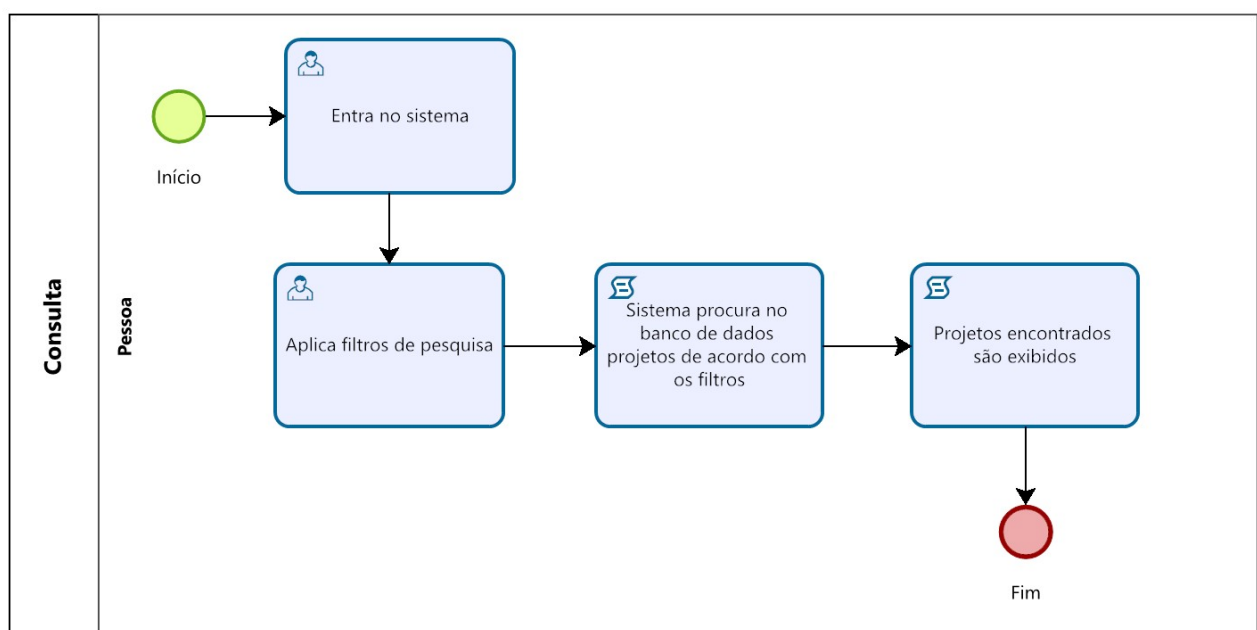 Consulta
Pessoa
Início
Entra no sistema
Aplica filtros de pesquisa
Sistema procura no
banco de dados
projetos de acordo com
os filtros
Projetos encontrados
são exibidos
Fim